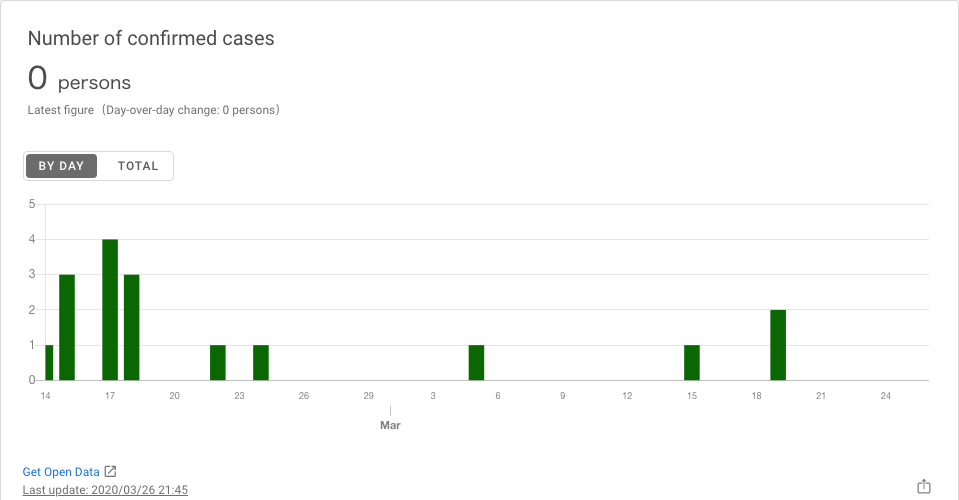 Number of confirmed cases
0 persons
Latest figure（Day-over-day change: 0 persons）
BY DAY TOTAL
5
4
3
2
1
0
14 17 20 23 26 29 3 6 9 12 15 18 21 24
Mar
Get Open Data
Last update: 2020/03/26 21:45